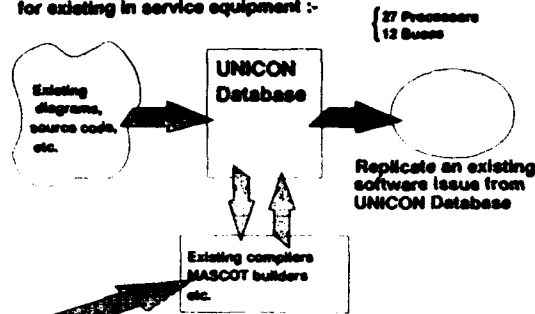 for existing in service equipment :-
27 Processors
12 Buses
Existing
diagrams,
source code,
etc.
UNICON
Database
Replicate an existing
software issue from
UNICON Database
Existing compilers
MASCOT builders
etc.